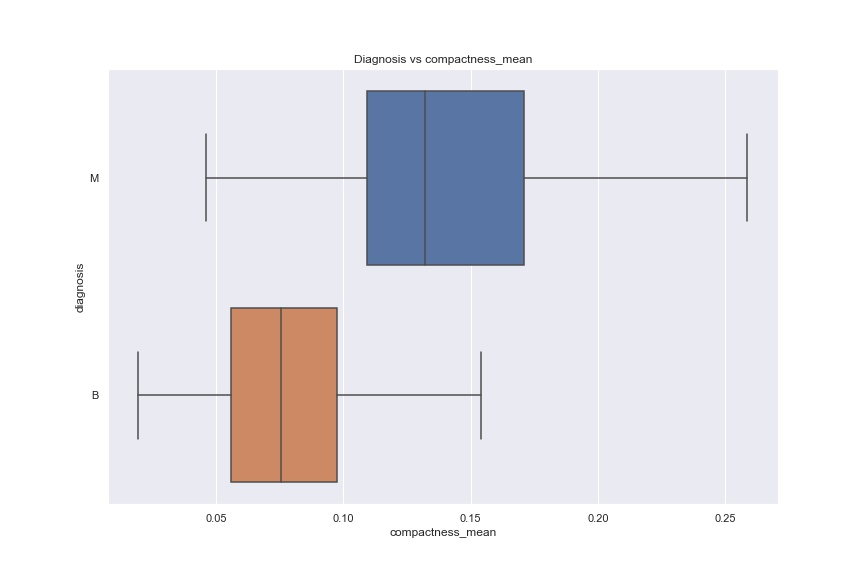 Diagnosis vs compactness_mean
M
B
diagnosis
0.05 0.10 0.15 0.20 0.25
compactness_mean